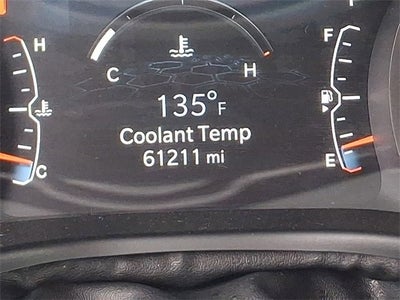 H F
C H
135°F
Coolant Temp
61211 mi
C E